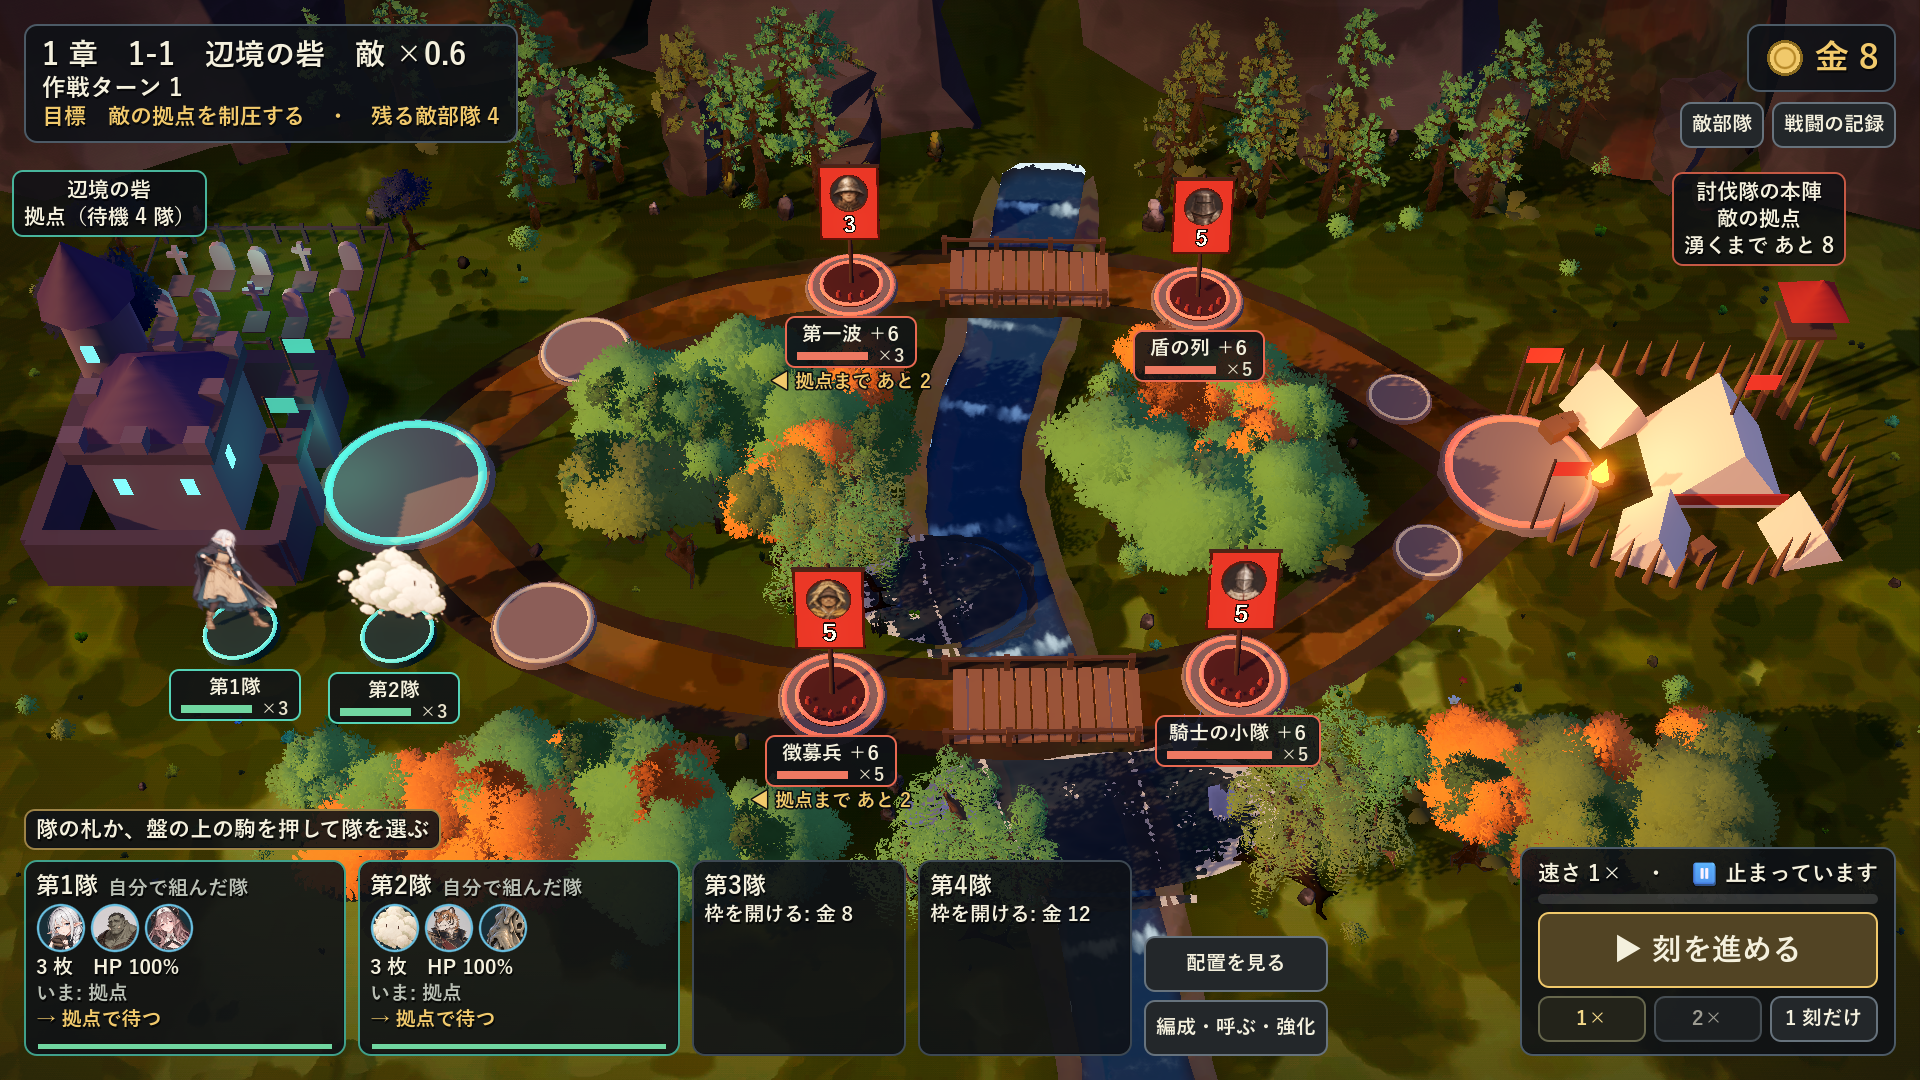 1 章　1-1　辺境の砦　敵 ×0.6
作戦ターン 1
目標　敵の拠点を制圧する　・　残る敵部隊 4
金 8
敵部隊
戦闘の記録
辺境の砦
拠点（待機 4 隊）
討伐隊の本陣
敵の拠点
湧くまで あと 8
3
5
第一波 +6
×3
◀ 拠点まで あと 2
盾の列 +6
×5
5
5
第1隊
×3
第2隊
×3
徴募兵 +6
×5
◀ 拠点まで あと 2
騎士の小隊 +6
×5
隊の札か、盤の上の駒を押して隊を選ぶ
第1隊 自分で組んだ隊
3 枚　HP 100%
いま: 拠点
→ 拠点で待つ
第2隊 自分で組んだ隊
3 枚　HP 100%
いま: 拠点
→ 拠点で待つ
第3隊
枠を開ける: 金 8
第4隊
枠を開ける: 金 12
配置を見る
編成・呼ぶ・強化
速さ 1×　・　⏸ 止まっています
▶ 刻を進める
1×
2×
1 刻だけ